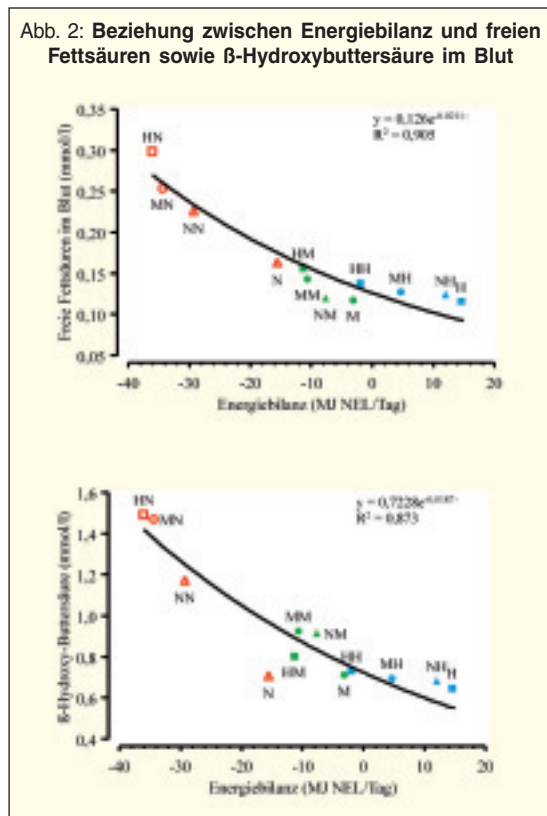 Abb. 2: Beziehung zwischen Energiebilanz und freien
Fettsäuren sowie ß-Hydroxybuttersäure im Blut
Freie Fettsäuren im Blut (mmol/l)
0,35
0,30
0,25
0,20
0,15
0,10
0,05
y = 0,126e
R² = 0,905
HN
MN
NN
N
HM
MM
NM
M
HH
MH
NH
H
-40
-30
-20
-10
0
10
20
Energiebilanz (MJ NEL/Tag)
ß-Hydroxy-Buttersäure (mmol/l)
1,6
1,4
1,2
1,0
0,8
0,6
0,4
y = 0,7228e
R² = 0,873
HN
MN
NN
N
MM
NM
HM
HH
M
MH
NH
H
-40
-30
-20
-10
0
10
20
Energiebilanz (MJ NEL/Tag)